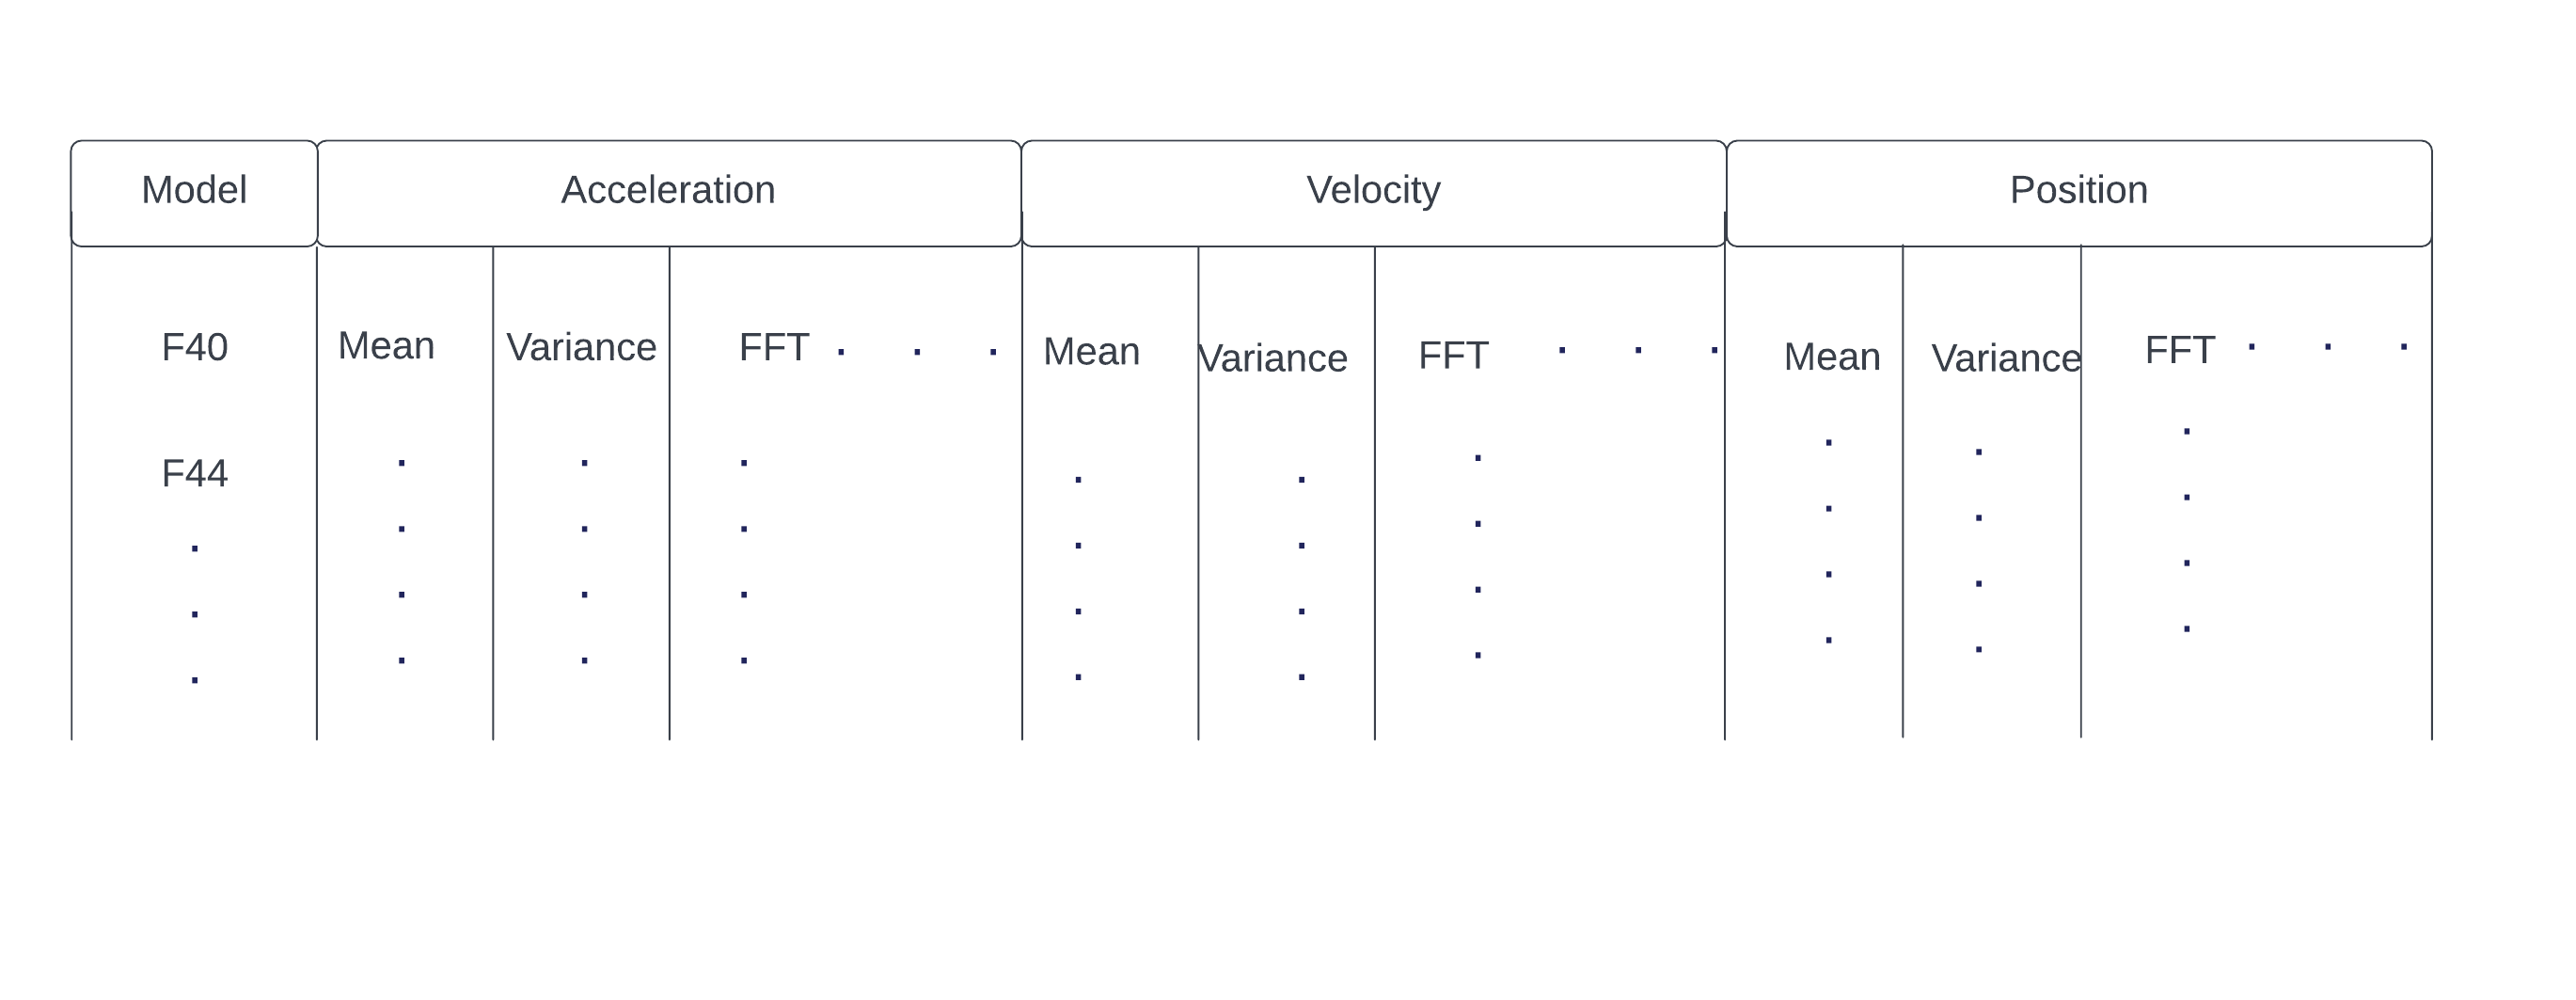 Model Acceleration Velocity Position
F40 Mean Variance FFT . . . Mean Variance FFT . . . Mean Variance FFT . . .
F44